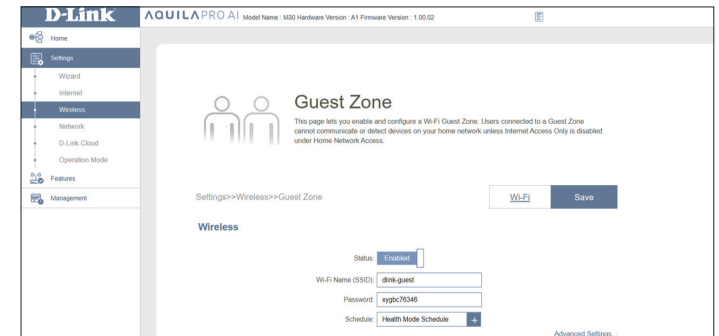 D-Link
AQUILA PRO AI Model Name : M30 Hardware Version : A1 Firmware Version : 1.00.02
Home
Settings
Wizard
Internet
Wireless
Network
D-Link Cloud
Operation Mode
Features
Management
Guest Zone
This page lets you enable and configure a Wi-Fi Guest Zone. Users connected to a Guest Zone
cannot communicate or detect devices on your home network unless Internet Access Only is disabled
under Home Network Access.
Settings>>Wireless>>Guest Zone
Wi-Fi
Save
Wireless
Status: Enabled
Wi-Fi Name (SSID): dlink-guest
Password: xygbc76346
Schedule: Health Mode Schedule +
Advanced Settings...